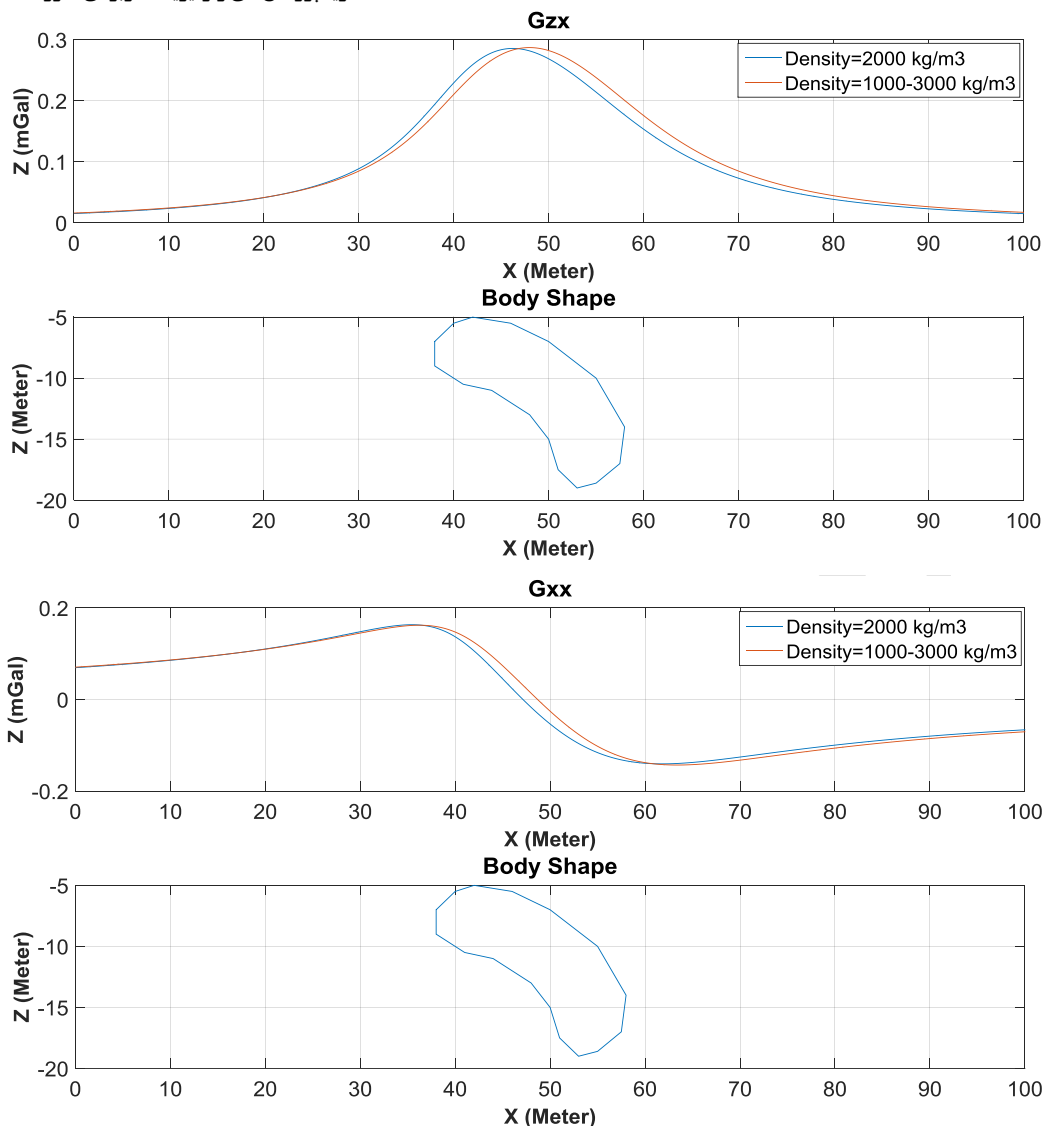 Gzx
0.3
0.2
0.1
0
Z (mGal)
Density=2000 kg/m3
Density=1000-3000 kg/m3
0 10 20 30 40 50 60 70 80 90 100
X (Meter)
Body Shape
-5
-10
-15
-20
Z (Meter)
0 10 20 30 40 50 60 70 80 90 100
X (Meter)
Gxx
0.2
0
-0.2
Z (mGal)
Density=2000 kg/m3
Density=1000-3000 kg/m3
0 10 20 30 40 50 60 70 80 90 100
X (Meter)
Body Shape
-5
-10
-15
-20
Z (Meter)
0 10 20 30 40 50 60 70 80 90 100
X (Meter)